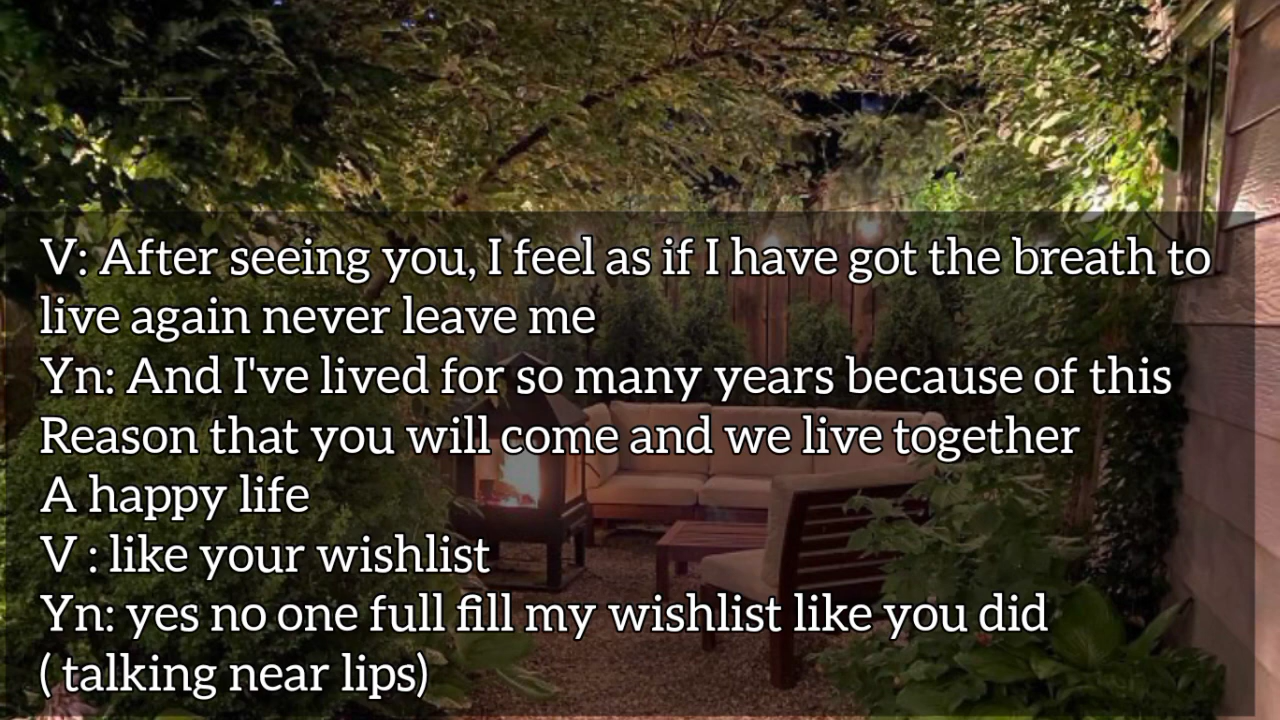 V: After seeing you, I feel as if I have got the breath to
live again never leave me
Yn: And I've lived for so many years because of this
Reason that you will come and we live together
A happy life
V : like your wishlist
Yn: yes no one full fill my wishlist like you did
( talking near lips)